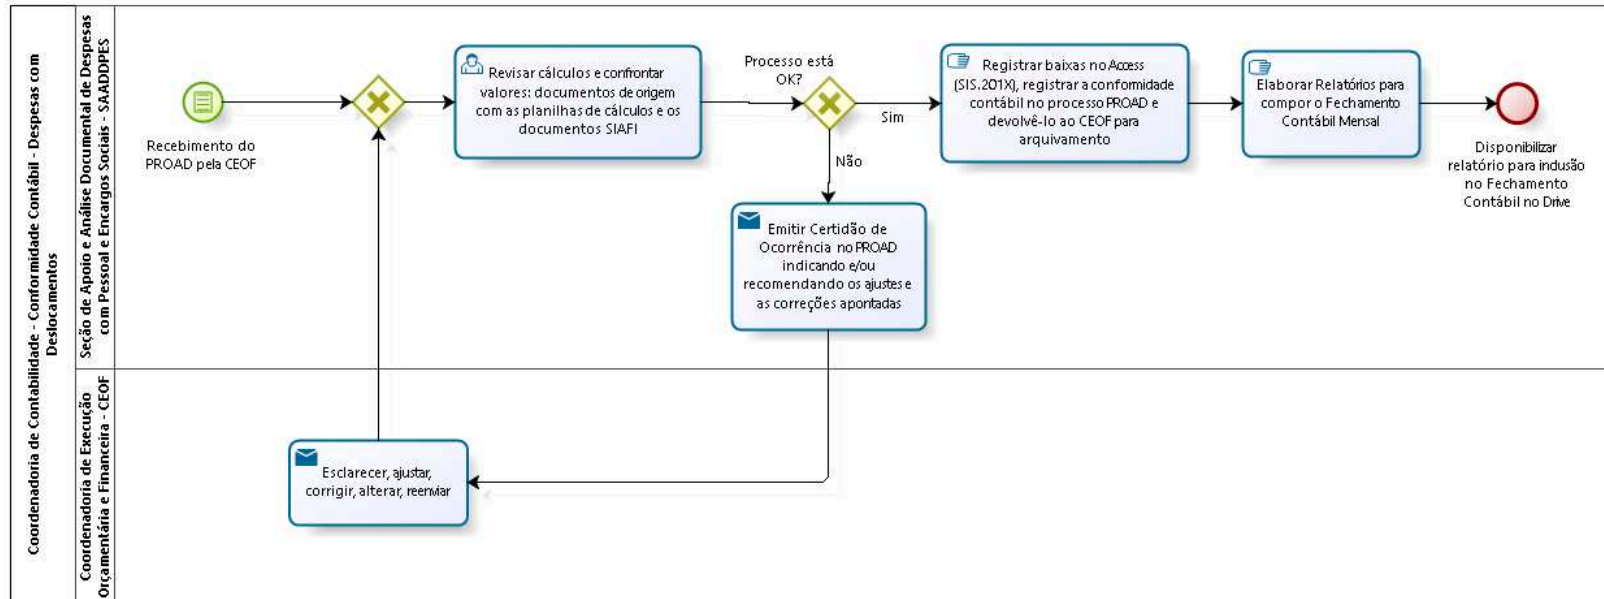 Coordenadoria de Contabilidade - Conformidade Contábil - Despesas com
Deslocamentos
Seção de Apoio e Análise Documental de Despesas
com Pessoal e Encargos Sociais - SAADDPES
Recebimento do
PROAD pela CEOF
Revisar cálculos e confrontar
valores: documentos de origem
com as planilhas de cálculos e os
documentos SIAFI
Processo está
OK?
Sim
Não
Registrar baixas no Access
(SIS.201X), registrar a conformidade
contábil no processo PROAD e
devolvê-lo ao CEOF para
arquivamento
Elaborar Relatórios para
compor o Fechamento
Contábil Mensal
Disponibilizar
relatório para inclusão
no Fechamento
Contábil no Drive
Emitir Certidão de
Ocorrência no PROAD
indicando e/ou
recomendando os ajustes e
as correções apontadas
Coordenadoria de Execução
Orçamentária e Financeira - CEOF
Esclarecer, ajustar,
corrigir, alterar, reenviar